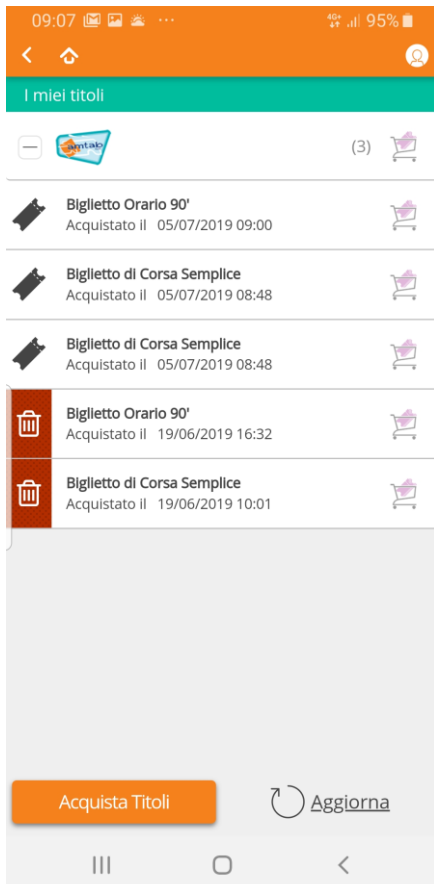 09:07
4G+ 95%
I miei titoli
amtab
(3)
Biglietto Orario 90'
Acquistato il 05/07/2019 09:00
Biglietto di Corsa Semplice
Acquistato il 05/07/2019 08:48
Biglietto di Corsa Semplice
Acquistato il 05/07/2019 08:48
Biglietto Orario 90'
Acquistato il 19/06/2019 16:32
Biglietto di Corsa Semplice
Acquistato il 19/06/2019 10:01
Acquista Titoli
Aggiorna